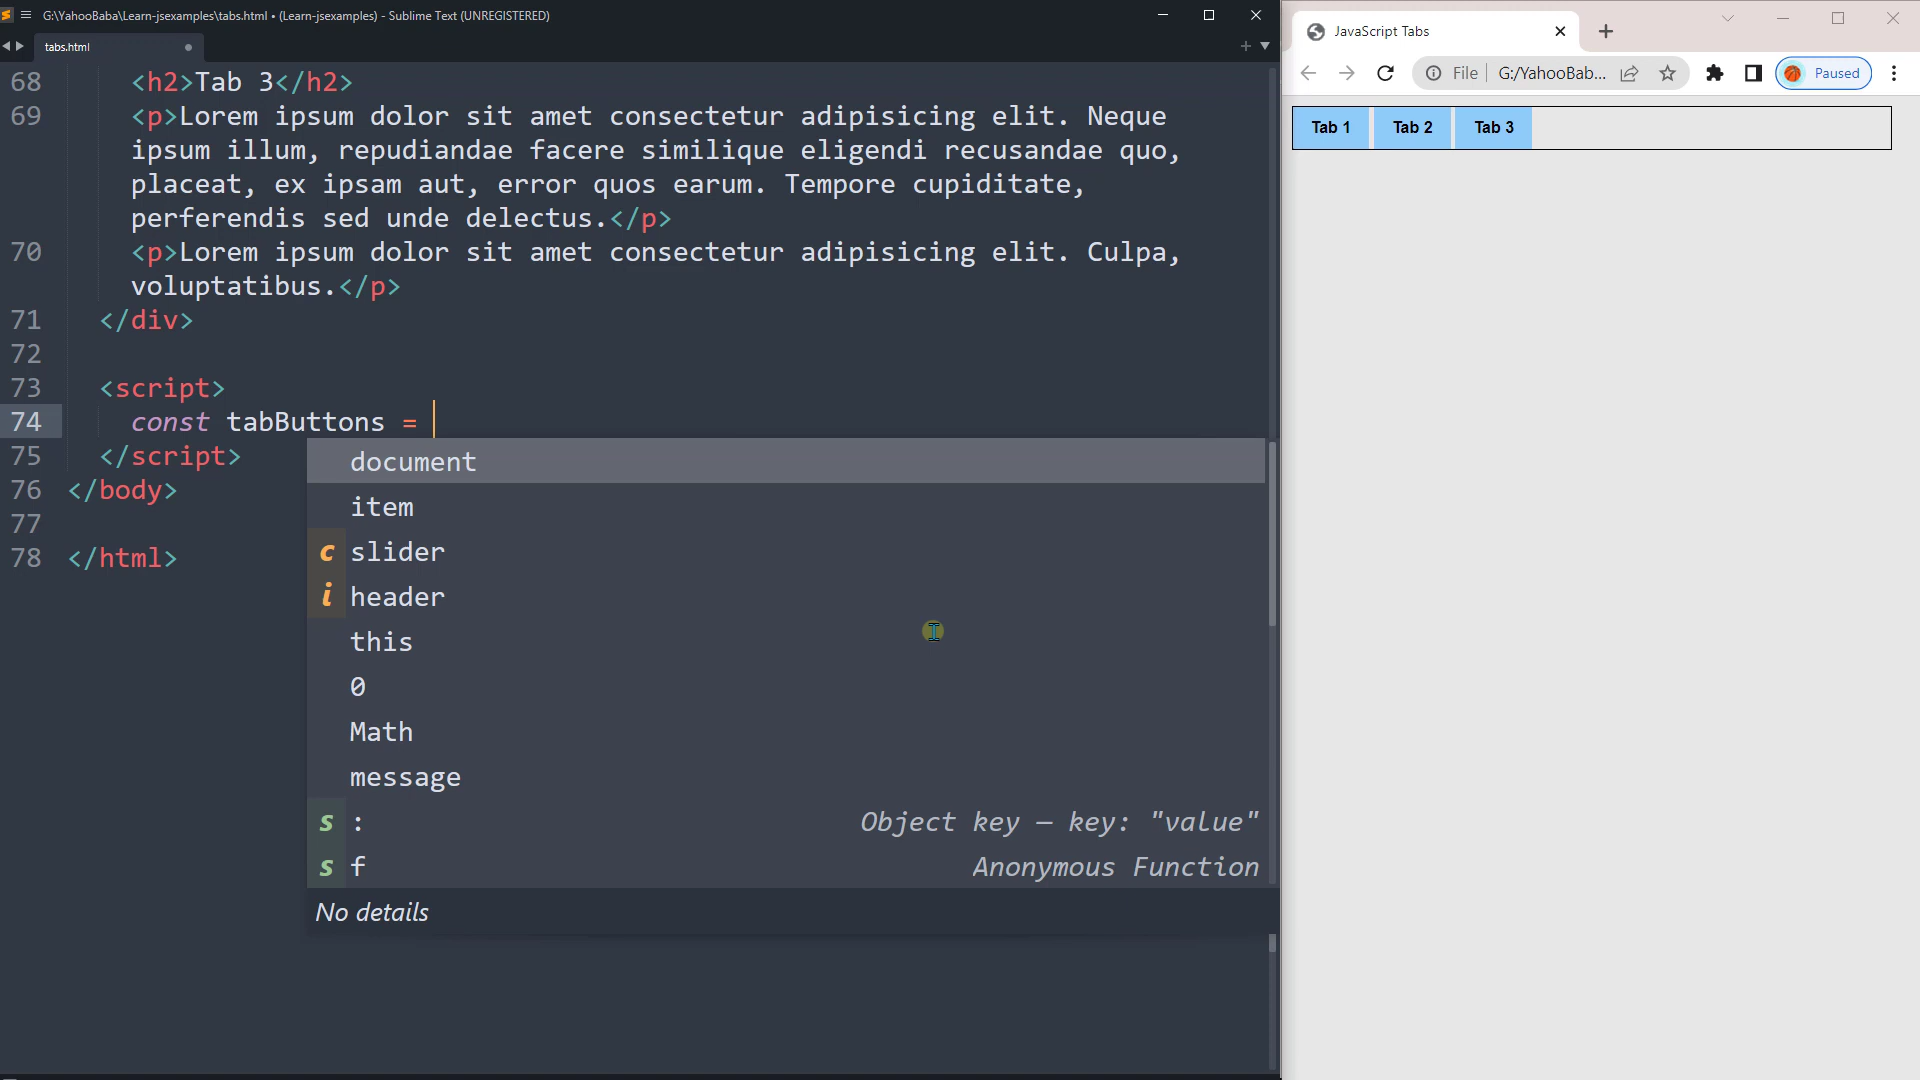 G:\YahooBaba\Learn-jsexamples\tabs.html • (Learn-jsexamples) - Sublime Text (UNREGISTERED)
tabs.html
68 <h2>Tab 3</h2>
69 <p>Lorem ipsum dolor sit amet consectetur adipisicing elit. Neque
ipsum illum, repudiandae facere similique eligendi recusandae quo,
placeat, ex ipsam aut, error quos earum. Tempore cupiditate,
perferendis sed unde delectus.</p>
70 <p>Lorem ipsum dolor sit amet consectetur adipisicing elit. Culpa,
voluptatibus.</p>
71 </div>
72
73 <script>
74 const tabButtons =
75 </script>
76 </body>
77
78 </html>
document
item
c slider
i header
this
0
Math
message
s : Object key — key: "value"
s f Anonymous Function
No details
JavaScript Tabs
File G:/YahooBab... Paused
Tab 1 Tab 2 Tab 3